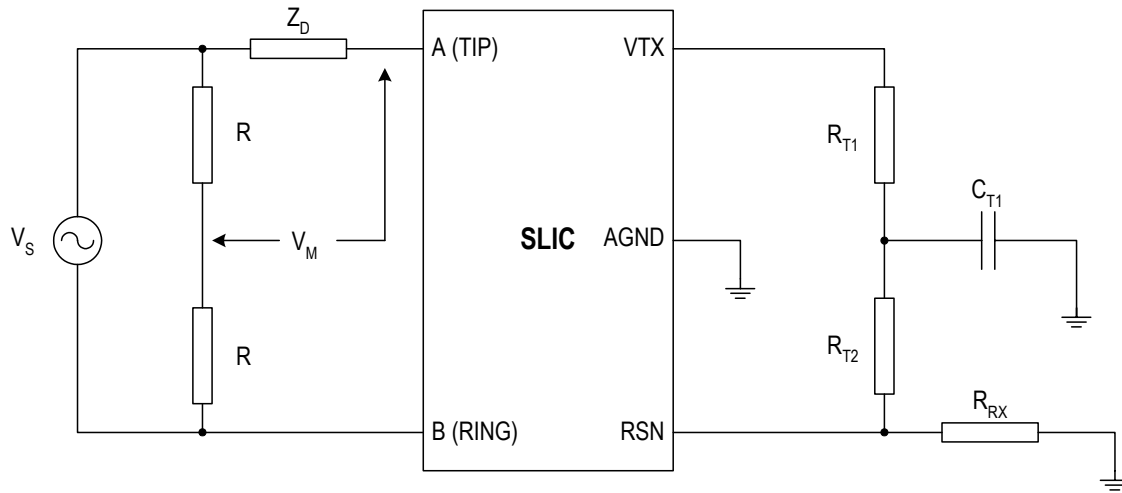 Z_D
A (TIP)
VTX
R
R_T1
C_T1
V_S
V_M
SLIC
AGND
R
R_T2
R_RX
B (RING)
RSN